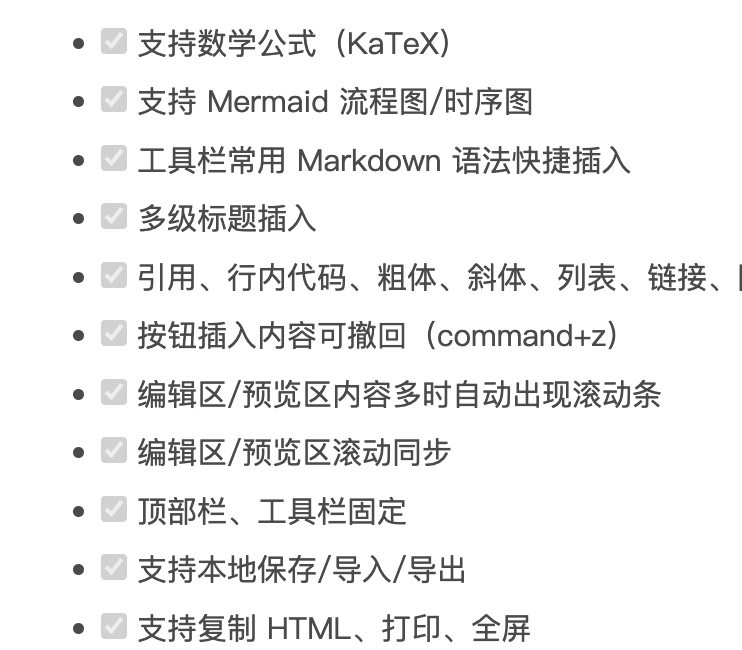 支持数学公式（KaTeX）
支持 Mermaid 流程图/时序图
工具栏常用 Markdown 语法快捷插入
多级标题插入
引用、行内代码、粗体、斜体、列表、链接、
按钮插入内容可撤回（command+z）
编辑区/预览区内容多时自动出现滚动条
编辑区/预览区滚动同步
顶部栏、工具栏固定
支持本地保存/导入/导出
支持复制 HTML、打印、全屏